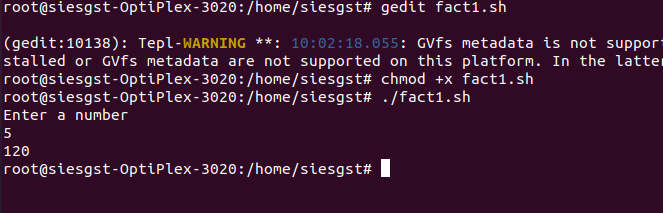 root@siesgst-OptiPlex-3020:/home/siesgst# gedit fact1.sh
(gedit:10138): Tepl-WARNING **: 10:02:18.055: GVfs metadata is not suppor
stalled or GVfs metadata are not supported on this platform. In the latte
root@siesgst-OptiPlex-3020:/home/siesgst# chmod +x fact1.sh
root@siesgst-OptiPlex-3020:/home/siesgst# ./fact1.sh
Enter a number
5
120
root@siesgst-OptiPlex-3020:/home/siesgst#